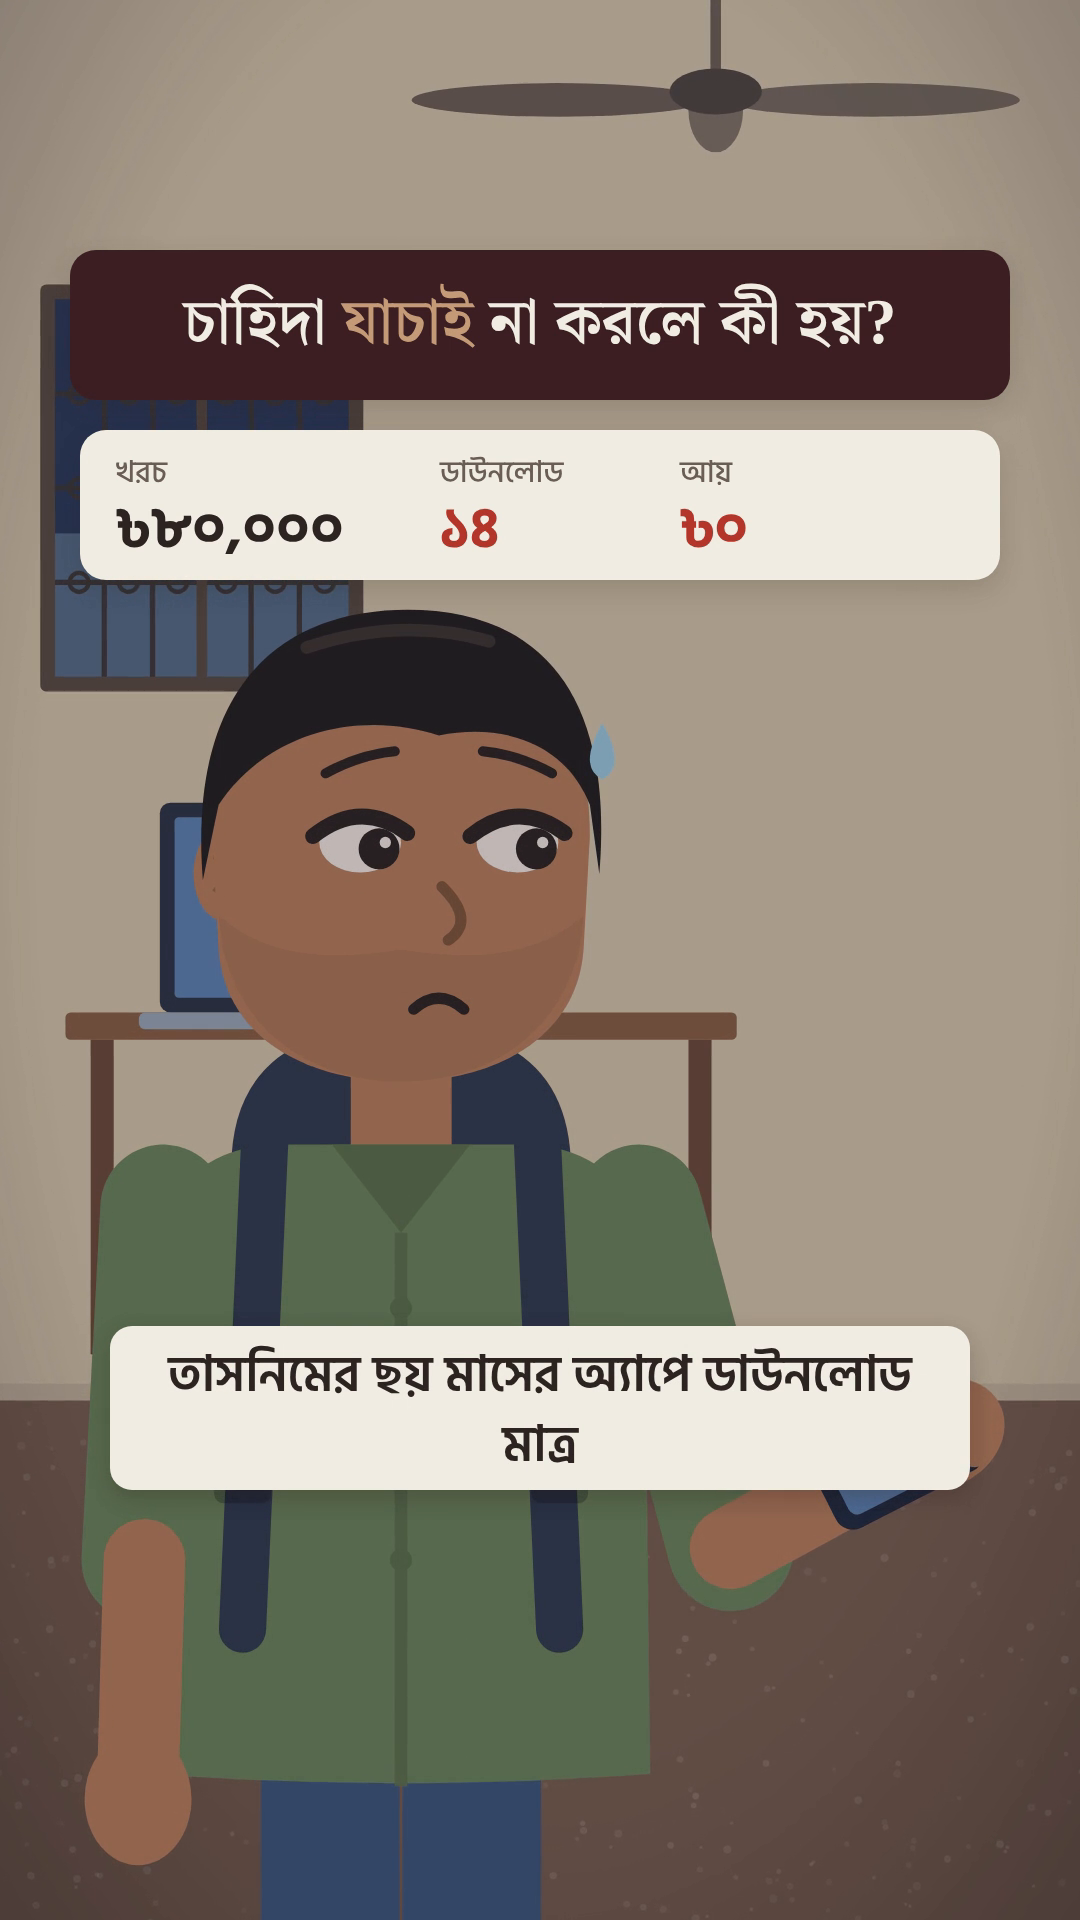 চাহিদা যাচাই না করলে কী হয়?
খরচ ডাউনলোড আয়
৳৮০,০০০ ১৪ ৳০
তাসনিমের ছয় মাসের অ্যাপে ডাউনলোড
মাত্র